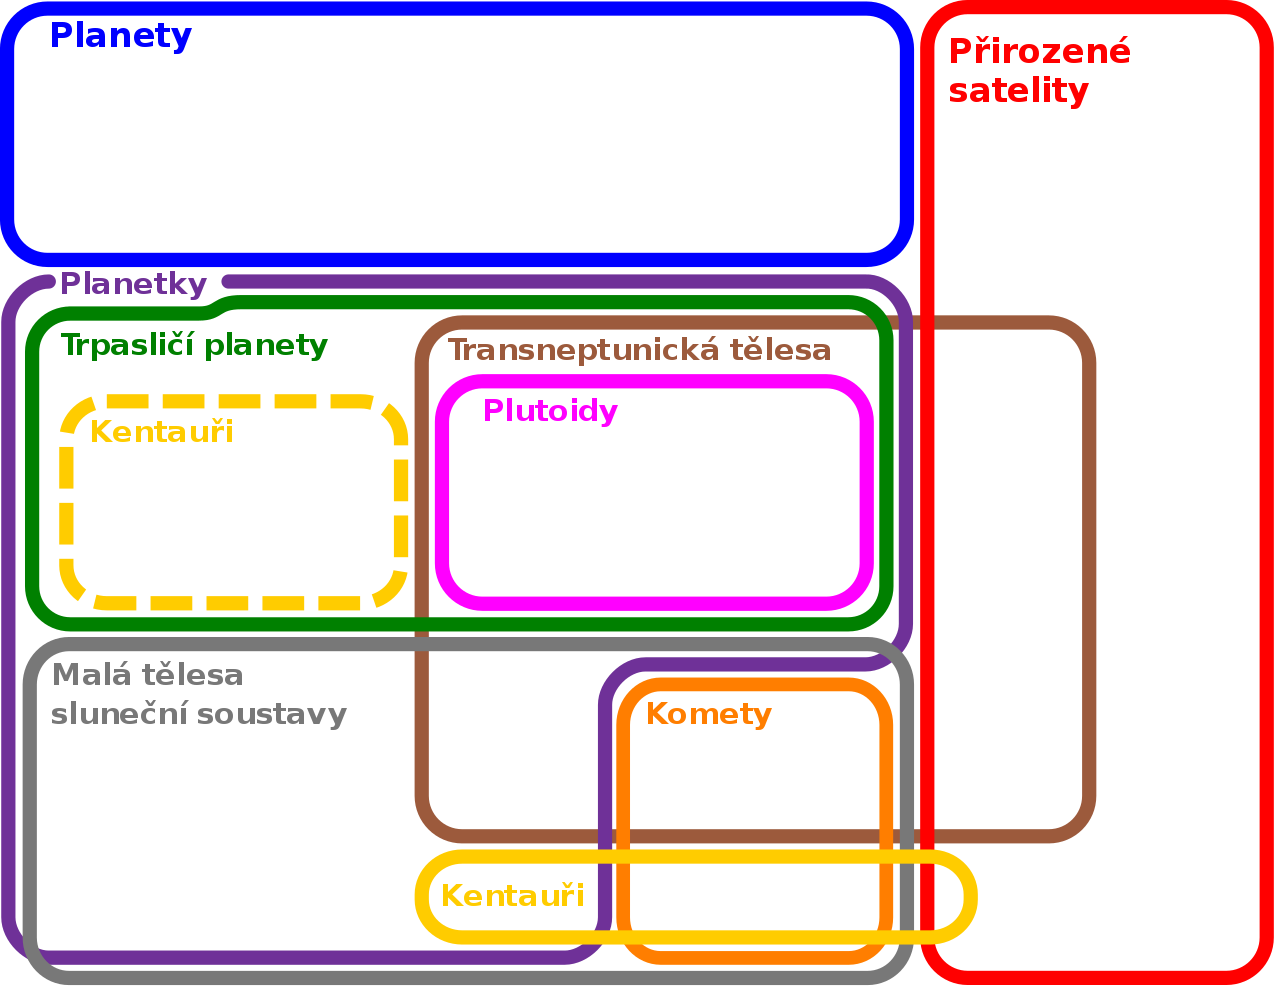 Planety
Přirozené
satelity
Planetky
Trpasličí planety
Transneptunická tělesa
Kentauři
Plutoidy
Malá tělesa
sluneční soustavy
Komety
Kentauři